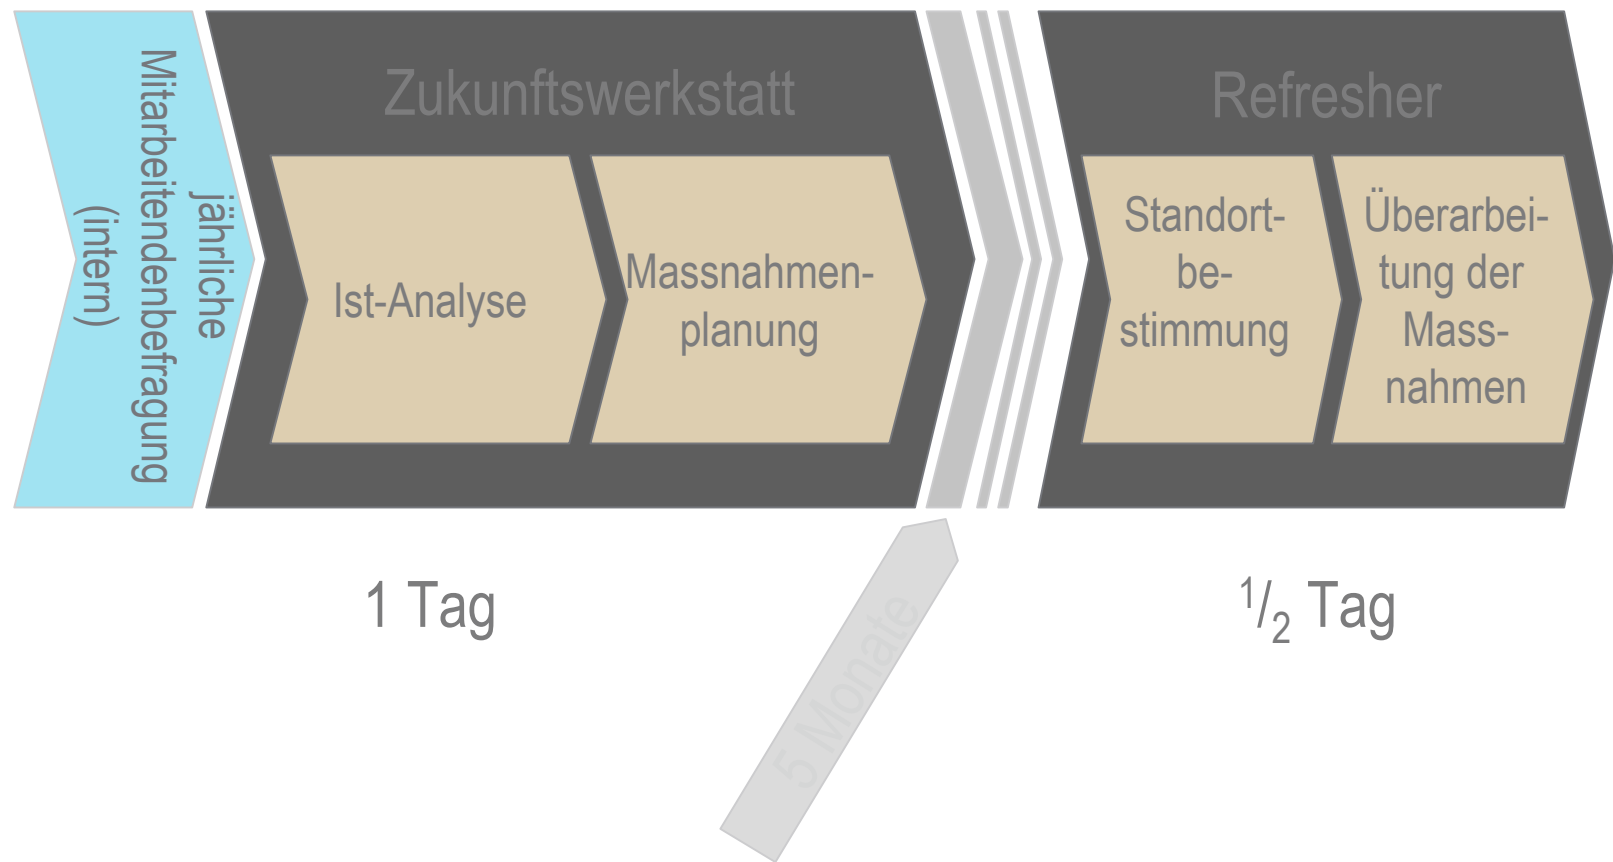 jährliche
Mitarbeitendenbefragung
(intern)
Zukunftswerkstatt
Ist-Analyse
Massnahmen-
planung
Refresher
Standort-
be-
stimmung
Überarbei-
tung der
Mass-
nahmen
1 Tag
5 Monate
1/2 Tag